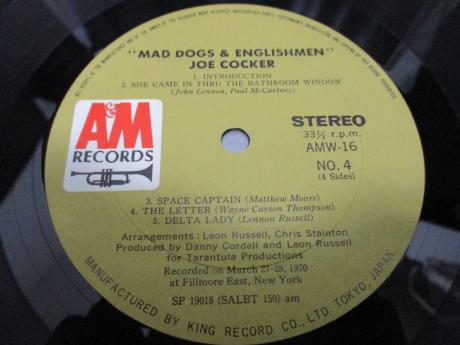 "MAD DOGS & ENGLISHMEN"
JOE COCKER
1. INTRODUCTION
2. SHE CAME IN THRU THE BATHROOM WINDOW
(John Lennon, Paul McCartney)
A&M
RECORDS
STEREO
33⅓ r.p.m.
AMW-16
NO. 4
(4 Sides)
3. SPACE CAPTAIN (Matthew Moore)
4. THE LETTER (Wayne Carson Thompson)
5. DELTA LADY (Lennon Russell)
Arrangements : Leon Russell, Chris Stainton
Produced by Danny Cordell and Leon Russell
for Tarantula Productions
Recorded on March 27-28, 1970
at Fillmore East, New York
SP 19018 (SALBT 150) am
MANUFACTURED BY KING RECORD CO., LTD. TOKYO, JAPAN.